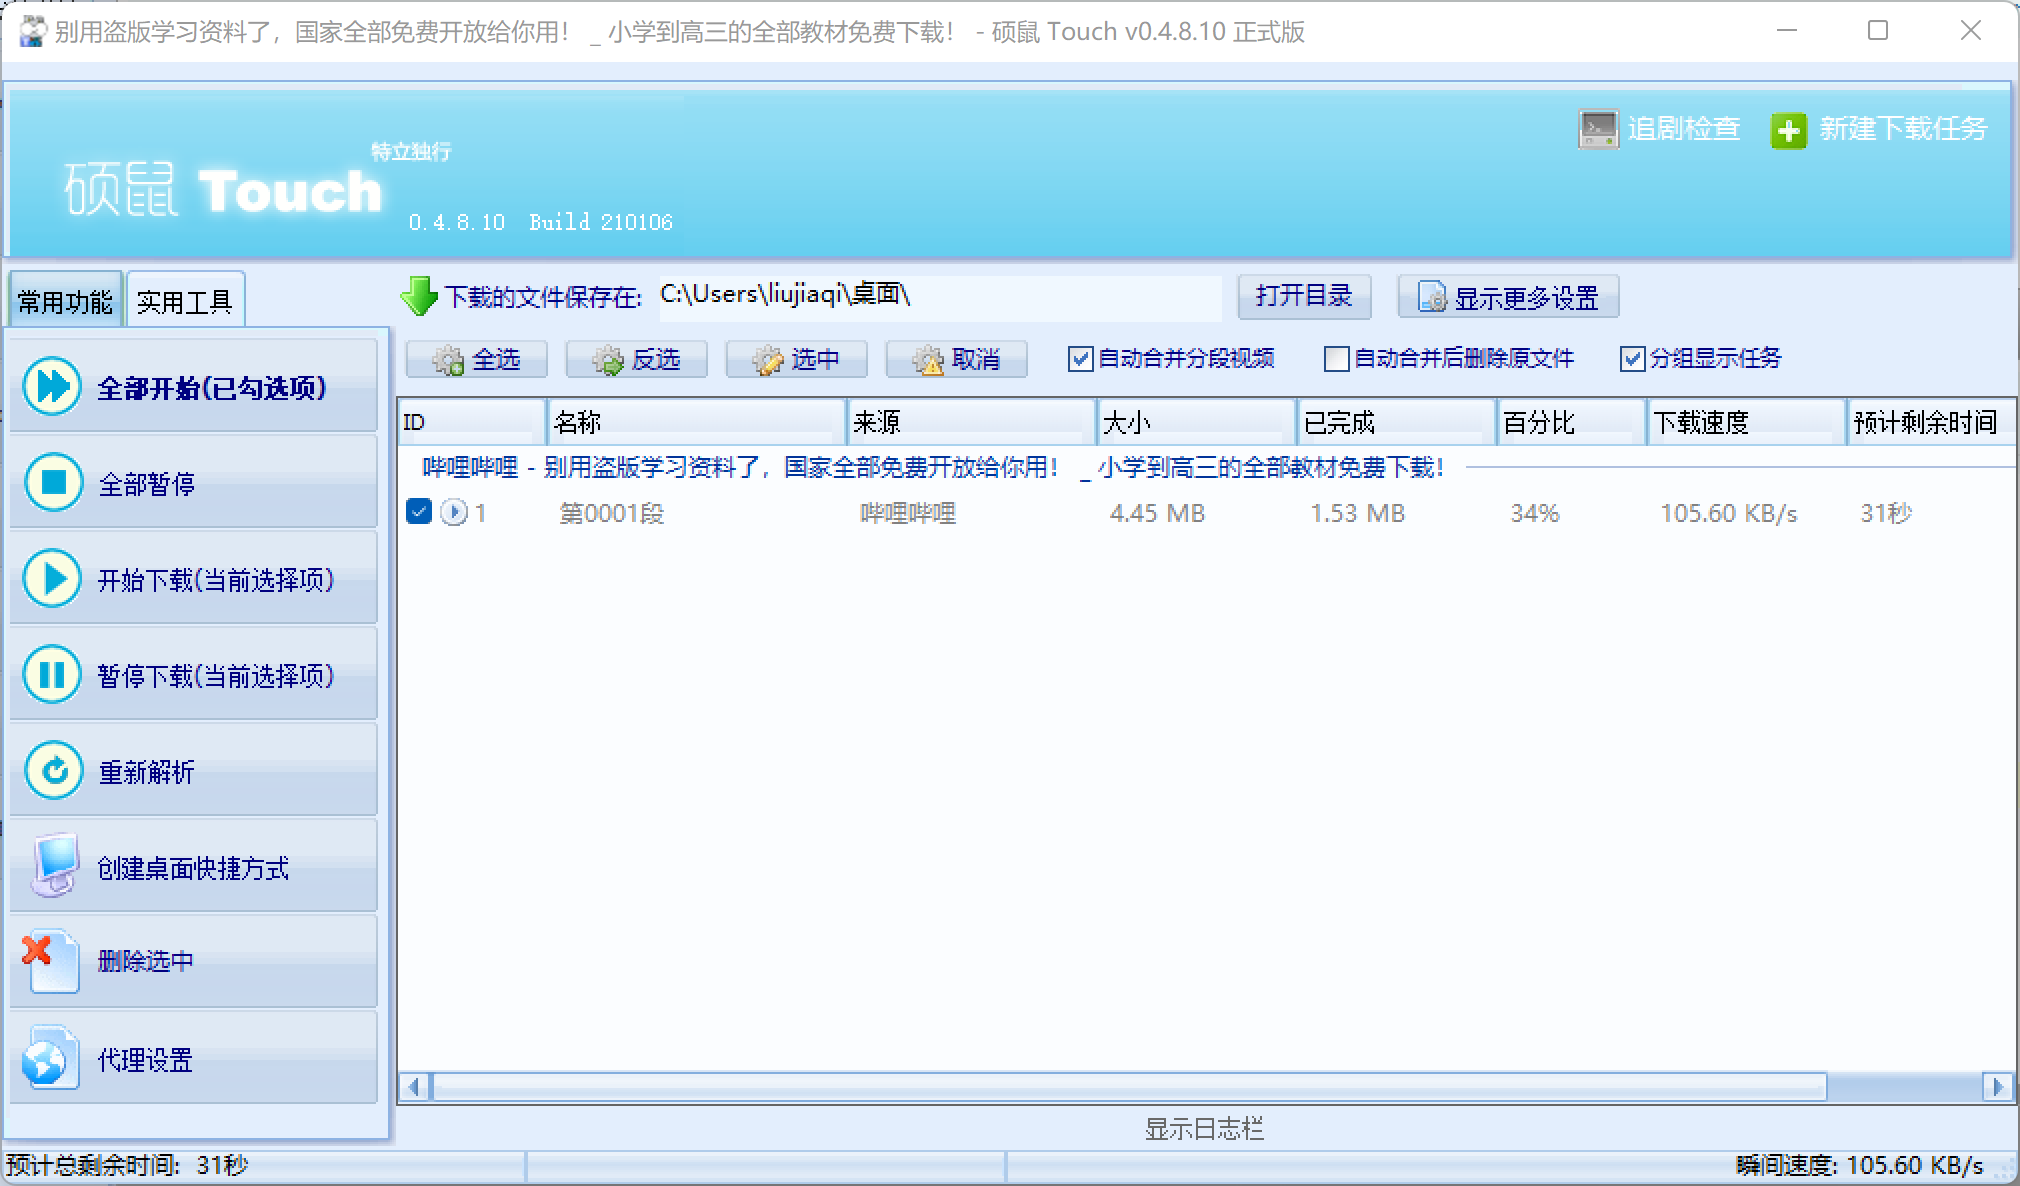 别用盗版学习资料了，国家全部免费开放给你用！ _ 小学到高三的全部教材免费下载！ - 硕鼠 Touch v0.4.8.10 正式版
追剧检查 新建下载任务
特立独行
硕鼠 Touch
0.4.8.10 Build 210106
常用功能 实用工具
下载的文件保存在: C:\Users\liujiaqi\桌面\ 打开目录 显示更多设置
全选 反选 选中 取消 自动合并分段视频 自动合并后删除原文件 分组显示任务
ID 名称 来源 大小 已完成 百分比 下载速度 预计剩余时间
哔哩哔哩 - 别用盗版学习资料了，国家全部免费开放给你用！ _ 小学到高三的全部教材免费下载！
1 第0001段 哔哩哔哩 4.45 MB 1.53 MB 34% 105.60 KB/s 31秒
全部开始(已勾选项)
全部暂停
开始下载(当前选择项)
暂停下载(当前选择项)
重新解析
创建桌面快捷方式
删除选中
代理设置
显示日志栏
预计总剩余时间: 31秒 瞬间速度: 105.60 KB/s